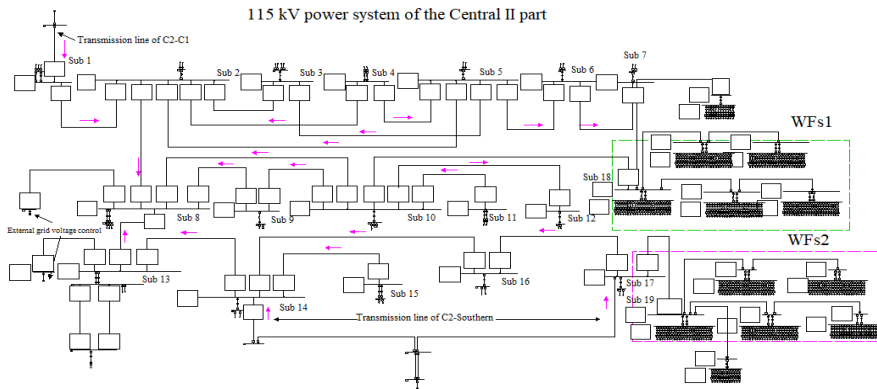 115 kV power system of the Central II part
Transmission line of C2-C1
Sub 1
Sub 2
Sub 3
Sub 4
Sub 5
Sub 6
Sub 7
WFs1
Sub 8
Sub 9
Sub 10
Sub 11
Sub 12
Sub 18
External grid voltage control
WFs2
Sub 13
Sub 14
Sub 15
Sub 16
Sub 17
Sub 19
Transmission line of C2-Southern